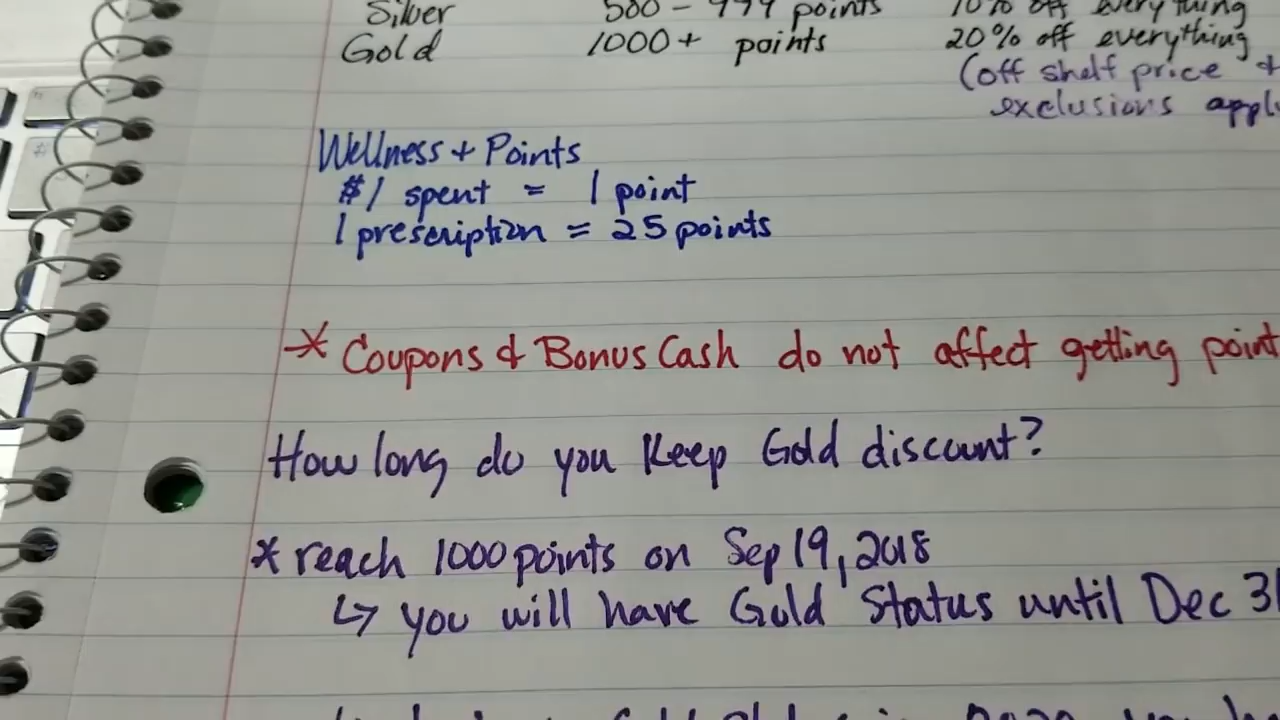 Silver 500 - 999 points 10% off everything
Gold 1000+ points 20% off everything
(off shelf price &
exclusions appl
Wellness + Points
$1 spent = 1 point
1 prescription = 25 points
* Coupons & Bonus Cash do not affect getting point
How long do you keep Gold discount?
* reach 1000 points on Sep 19, 2018
↳ you will have Gold Status until Dec 31